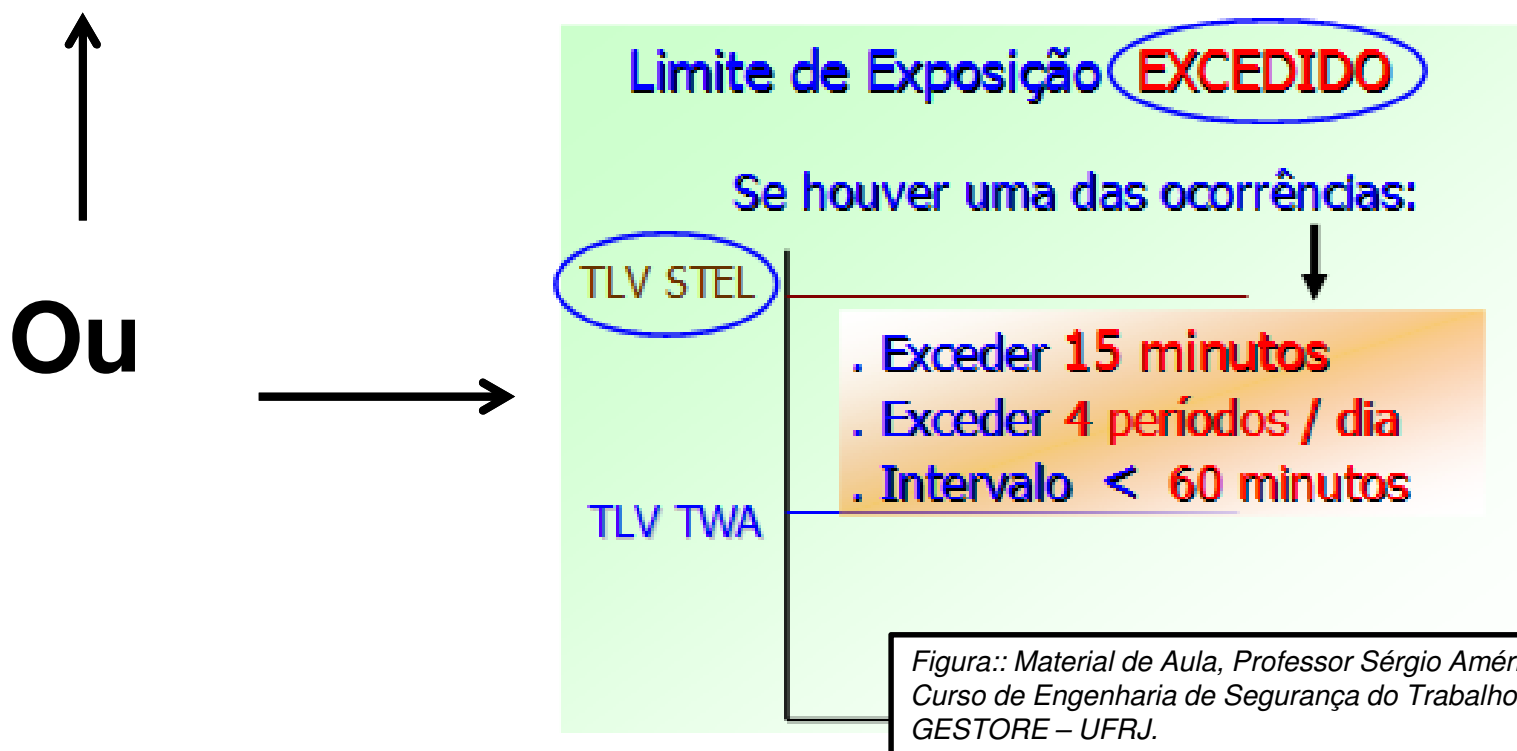 Limite de Exposição EXCEDIDO
Se houver uma das ocorrências:
TLV STEL
Ou
. Exceder 15 minutos
. Exceder 4 períodos / dia
. Intervalo < 60 minutos
TLV TWA
Figura:: Material de Aula, Professor Sérgio
Curso de Engenharia de Segurança do Trabalho
GESTORE – UFRJ.